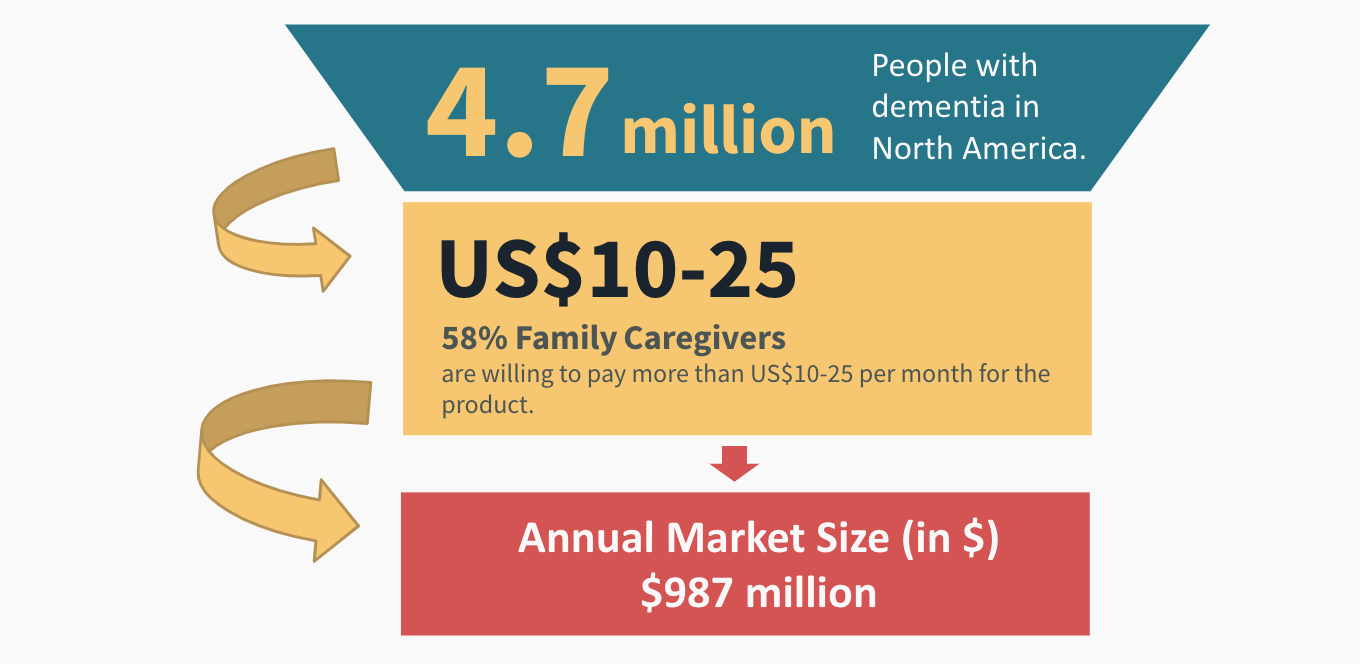 4.7 million
People with
dementia in
North America.
US$10-25
58% Family Caregivers
are willing to pay more than US$10-25 per month for the
product.
Annual Market Size (in $)
$987 million